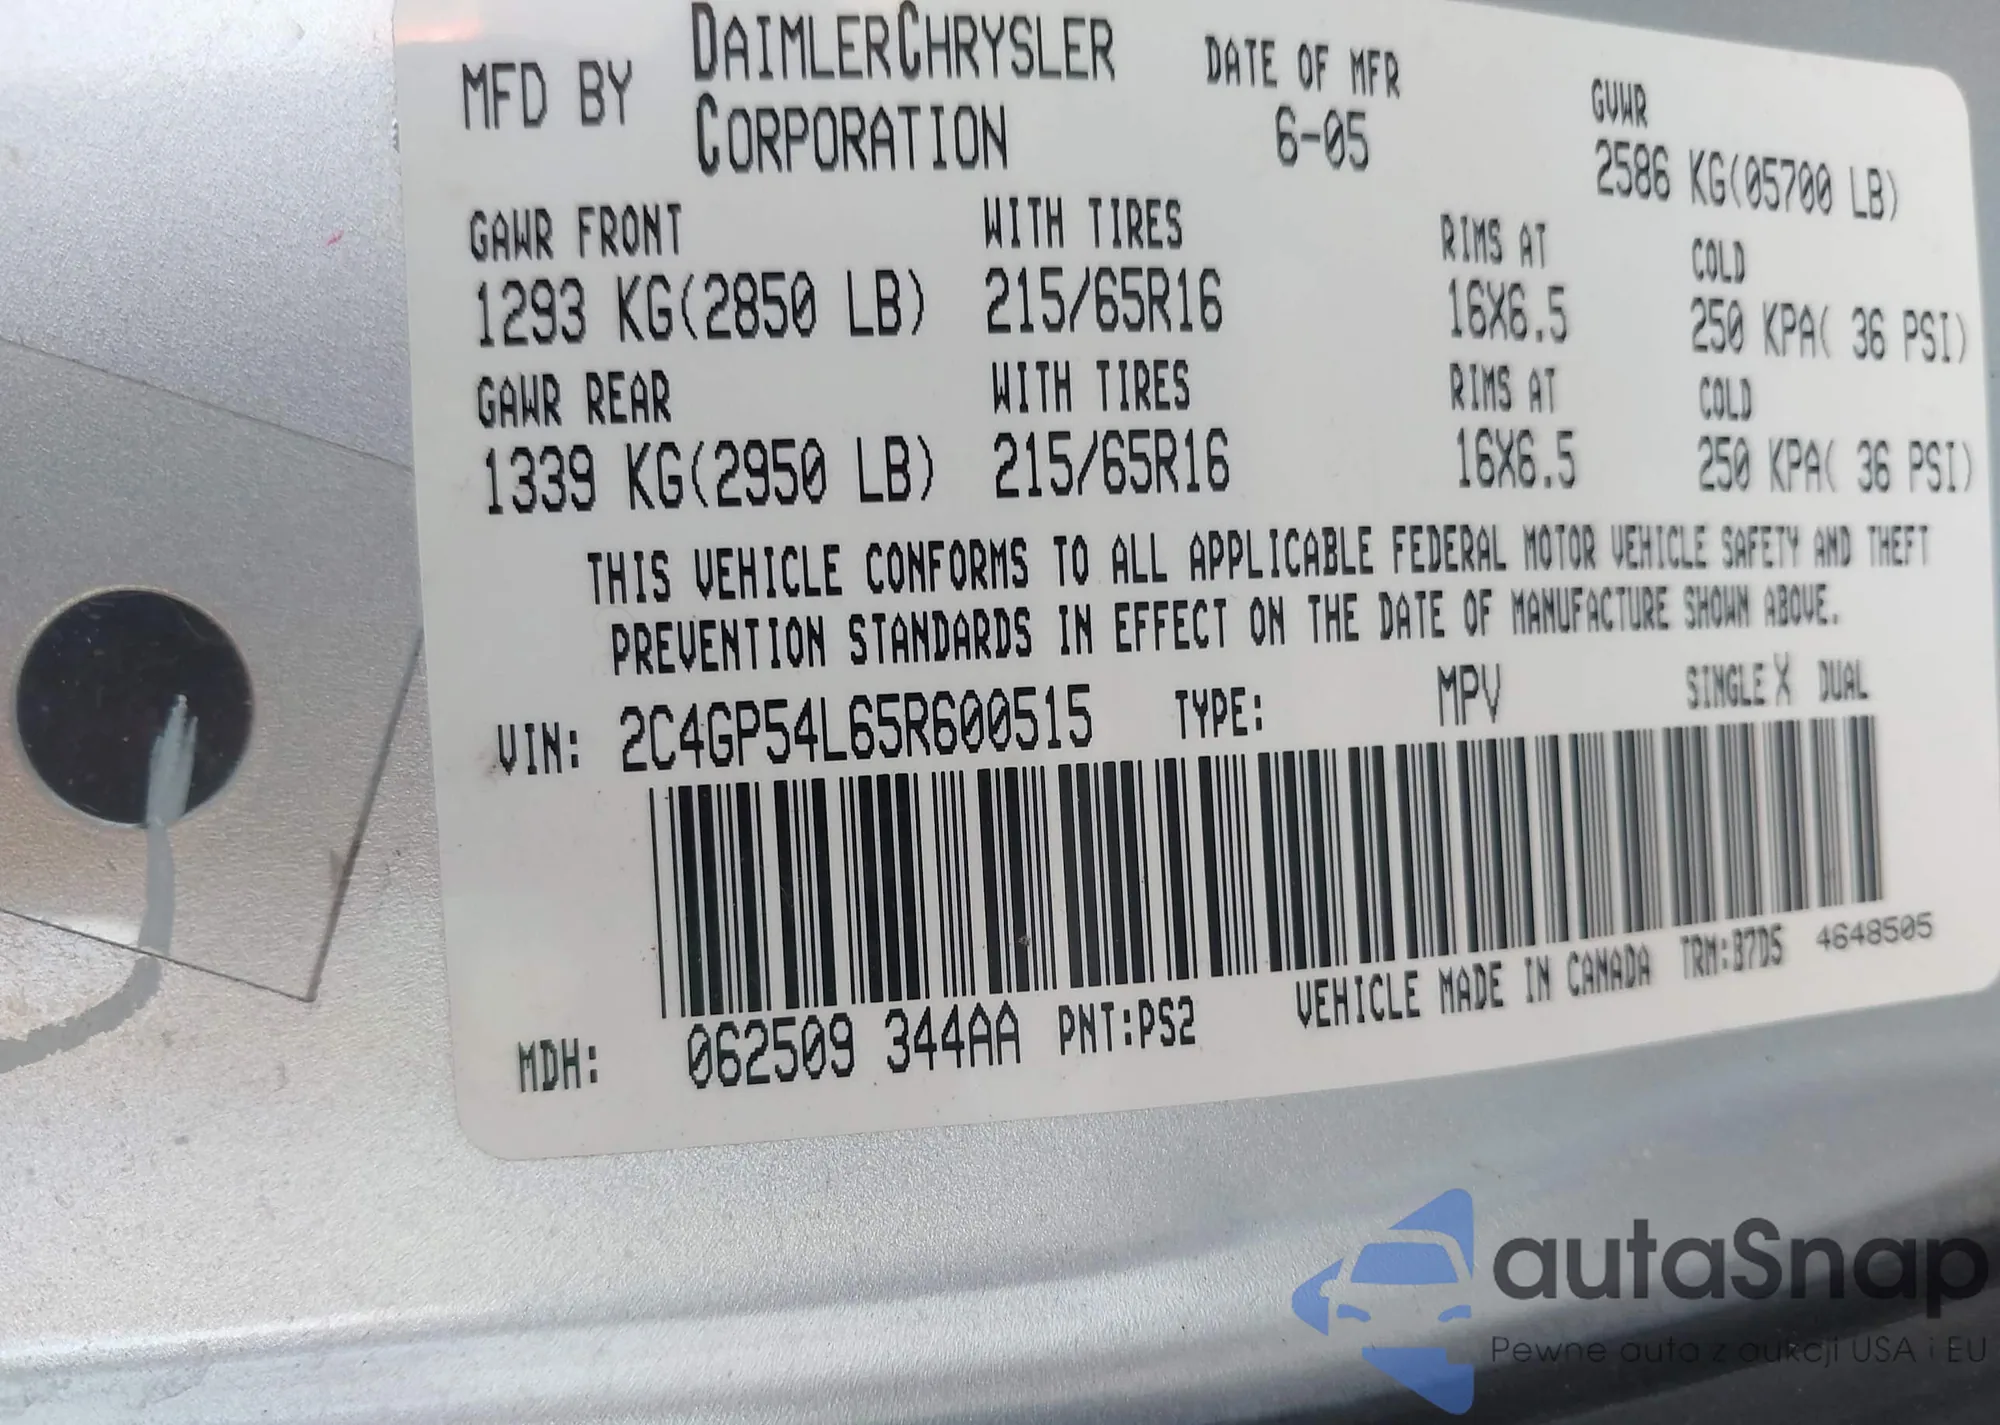 MFD BY DAIMLERCHRYSLER CORPORATION
DATE OF MFR
6-05
GVWR
2586 KG(05700 LB)
GAWR FRONT WITH TIRES RIMS AT COLD
1293 KG(2850 LB) 215/65R16 16X6.5 250 KPA( 36 PSI)
GAWR REAR WITH TIRES RIMS AT COLD
1339 KG(2950 LB) 215/65R16 16X6.5 250 KPA( 36 PSI)
THIS VEHICLE CONFORMS TO ALL APPLICABLE FEDERAL MOTOR VEHICLE SAFETY AND THEFT
PREVENTION STANDARDS IN EFFECT ON THE DATE OF MANUFACTURE SHOWN ABOVE.
VIN: 2C4GP54L65R600515 TYPE: MPV SINGLE X DUAL
MDH: 062509 344AA PNT:PS2 VEHICLE MADE IN CANADA TRM:B7D5 4648505
autaSnap
Pewne auta z aukcji USA i EU